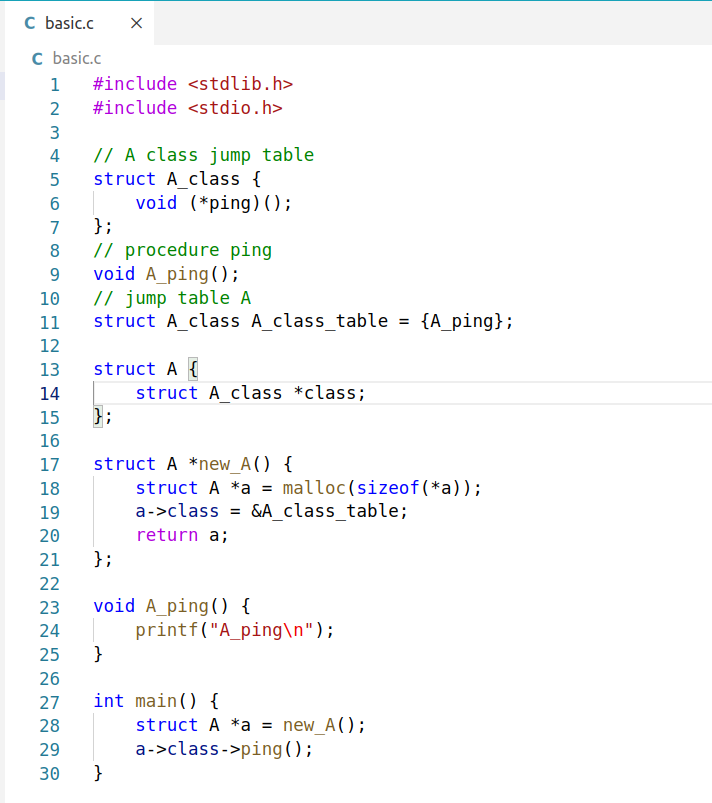 C basic.c ×
C basic.c
1 #include <stdlib.h>
2 #include <stdio.h>
3
4 // A class jump table
5 struct A_class {
6     void (*ping)();
7 };
8 // procedure ping
9 void A_ping();
10 // jump table A
11 struct A_class A_class_table = {A_ping};
12
13 struct A {
14     struct A_class *class;
15 };
16
17 struct A *new_A() {
18     struct A *a = malloc(sizeof(*a));
19     a->class = &A_class_table;
20     return a;
21 };
22
23 void A_ping() {
24     printf("A_ping\n");
25 }
26
27 int main() {
28     struct A *a = new_A();
29     a->class->ping();
30 }